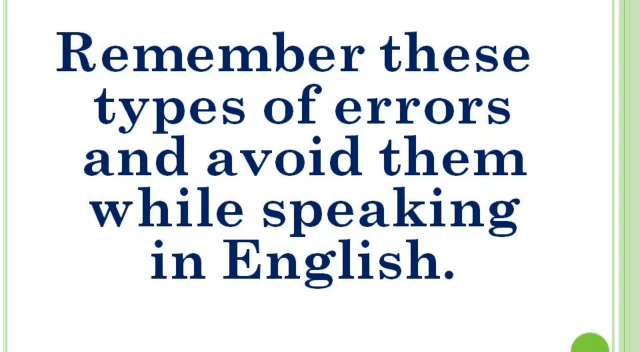 Remember these
types of errors
and avoid them
while speaking
in English.